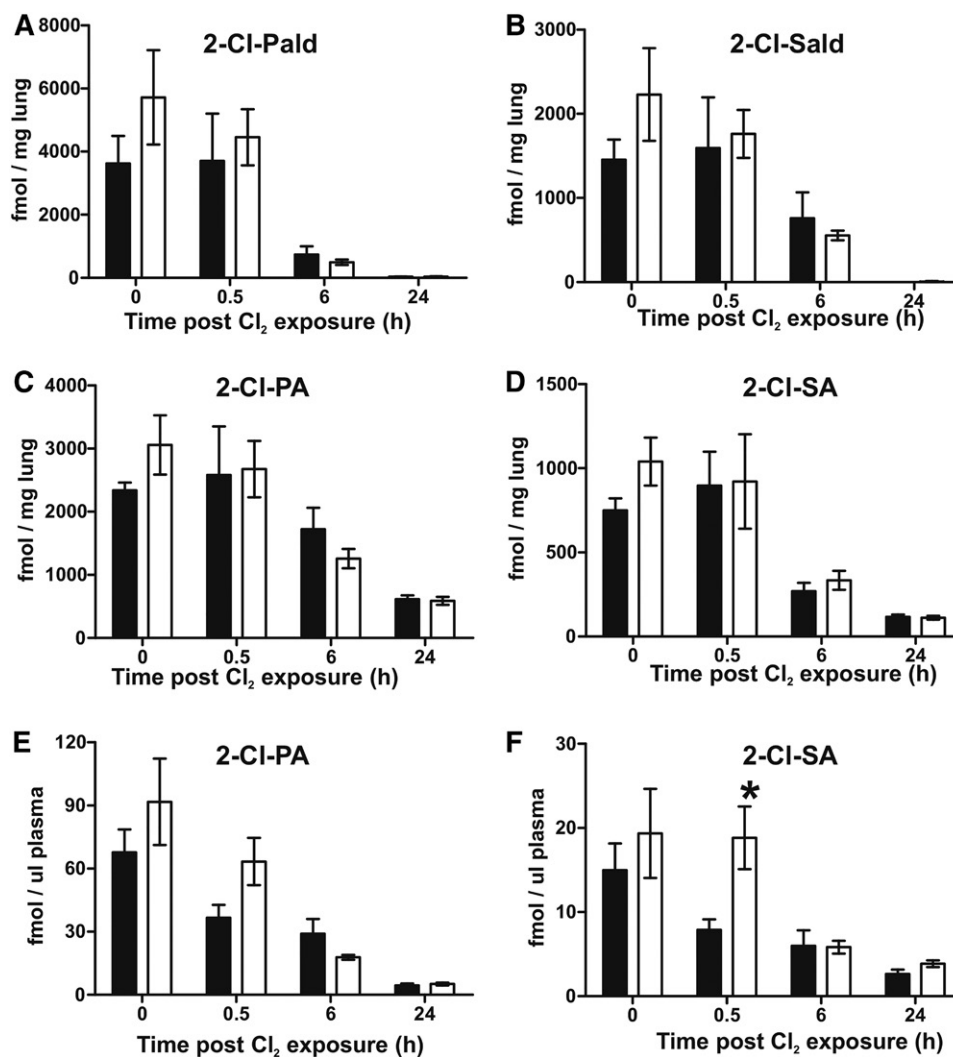 A
2-Cl-Pald
fmol / mg lung
8000
6000
4000
2000
0
0 0.5 6 24
Time post Cl₂ exposure (h)
B
2-Cl-Sald
fmol / mg lung
3000
2000
1000
0
0 0.5 6 24
Time post Cl₂ exposure (h)
C
2-Cl-PA
fmol / mg lung
4000
3000
2000
1000
0
0 0.5 6 24
Time post Cl₂ exposure (h)
D
2-Cl-SA
fmol / mg lung
1500
1000
500
0
0 0.5 6 24
Time post Cl₂ exposure (h)
E
2-Cl-PA
fmol / ul plasma
120
90
60
30
0
0 0.5 6 24
Time post Cl₂ exposure (h)
F
2-Cl-SA
fmol / ul plasma
30
20
10
0
*
0 0.5 6 24
Time post Cl₂ exposure (h)